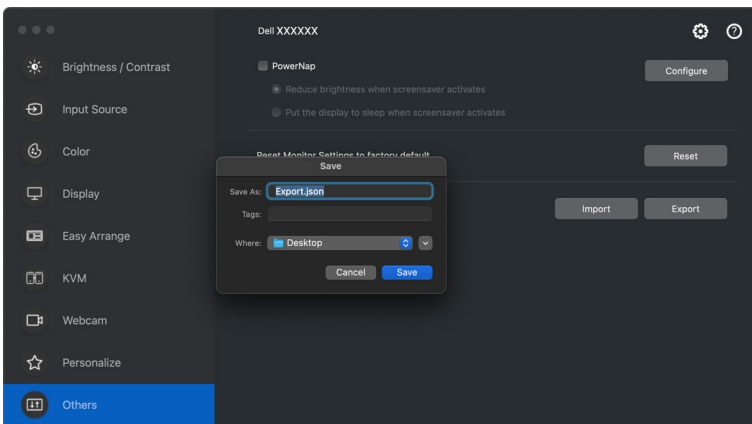 Dell XXXXXX
Brightness / Contrast
Input Source
Color
Display
Easy Arrange
KVM
Webcam
Personalize
Others
PowerNap
Configure
Reduce brightness when screensaver activates
Put the display to sleep when screensaver activates
Reset Monitor Settings to factory default
Reset
Import
Export
Save
Save As:
Export.json
Tags:
Where:
Desktop
Cancel
Save